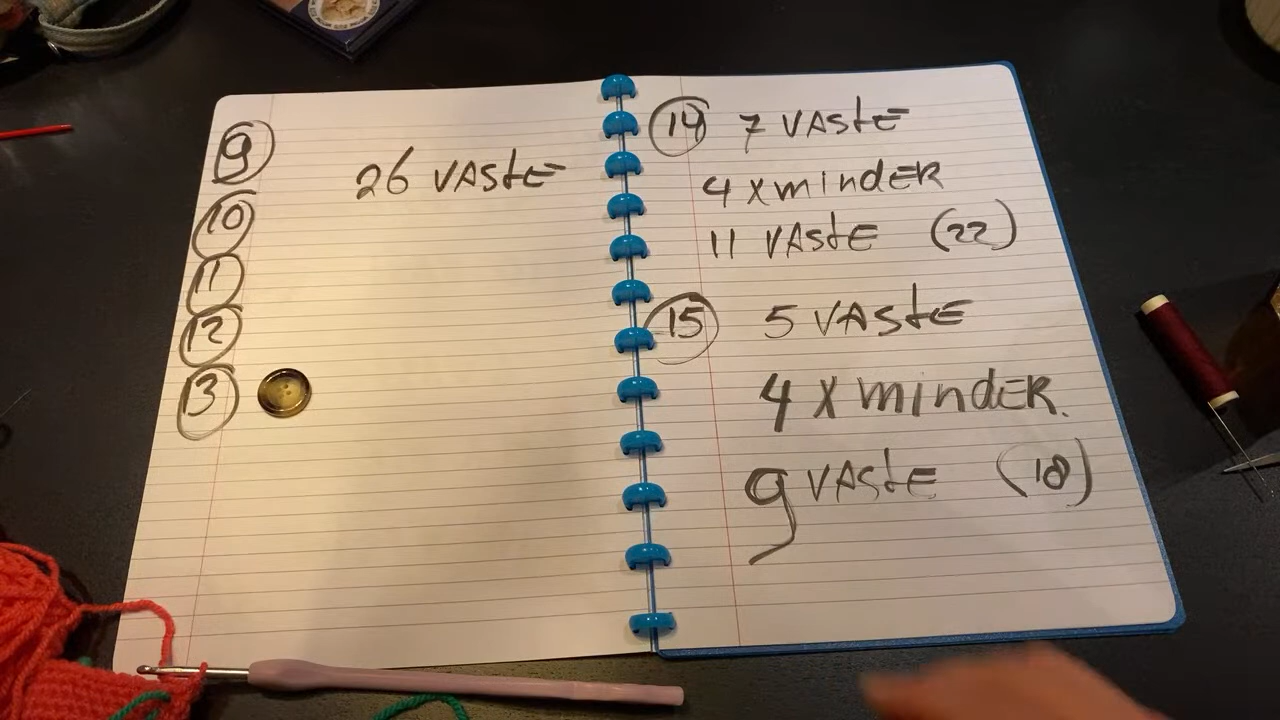 9
26 VASTE
10
11
12
13
14 7 VASTE
4 x mindER
11 VASTE (22)
15 5 VASTE
4 x mindER.
9 VASTE (18)